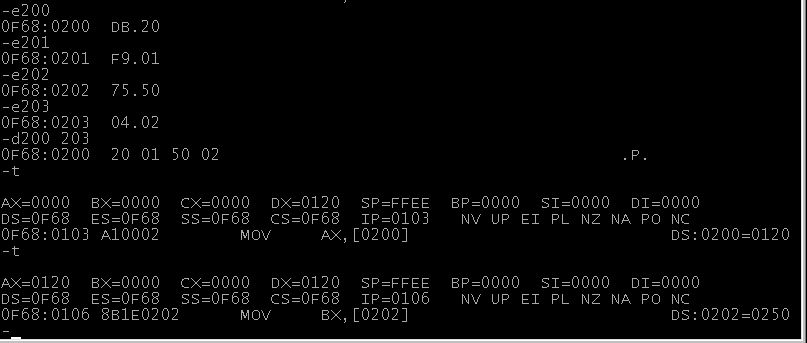 -e200
0F68:0200  DB.20
-e201
0F68:0201  F9.01
-e202
0F68:0202  75.50
-e203
0F68:0203  04.02
-d200 203
0F68:0200  20 01 50 02                                         .P.
-t
AX=0000  BX=0000  CX=0000  DX=0120  SP=FFEE  BP=0000  SI=0000  DI=0000
DS=0F68  ES=0F68  SS=0F68  CS=0F68  IP=0103   NV UP EI PL NZ NA PO NC
0F68:0103 A10002        MOV     AX,[0200]                          DS:0200=0120
-t
AX=0120  BX=0000  CX=0000  DX=0120  SP=FFEE  BP=0000  SI=0000  DI=0000
DS=0F68  ES=0F68  SS=0F68  CS=0F68  IP=0106   NV UP EI PL NZ NA PO NC
0F68:0106 8B1E0202      MOV     BX,[0202]                          DS:0202=0250
-